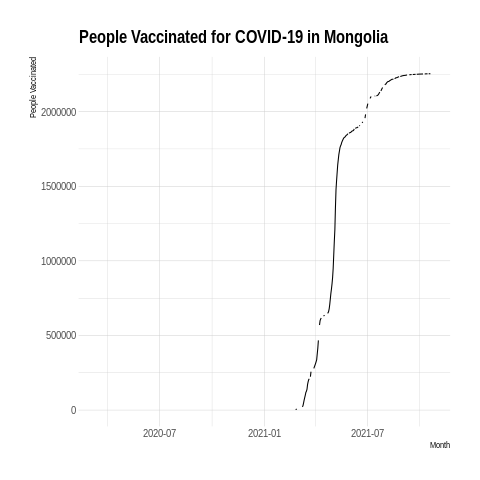 People Vaccinated for COVID-19 in Mongolia
People Vaccinated
2000000
1500000
1000000
500000
0
2020-07 2021-01 2021-07
Month